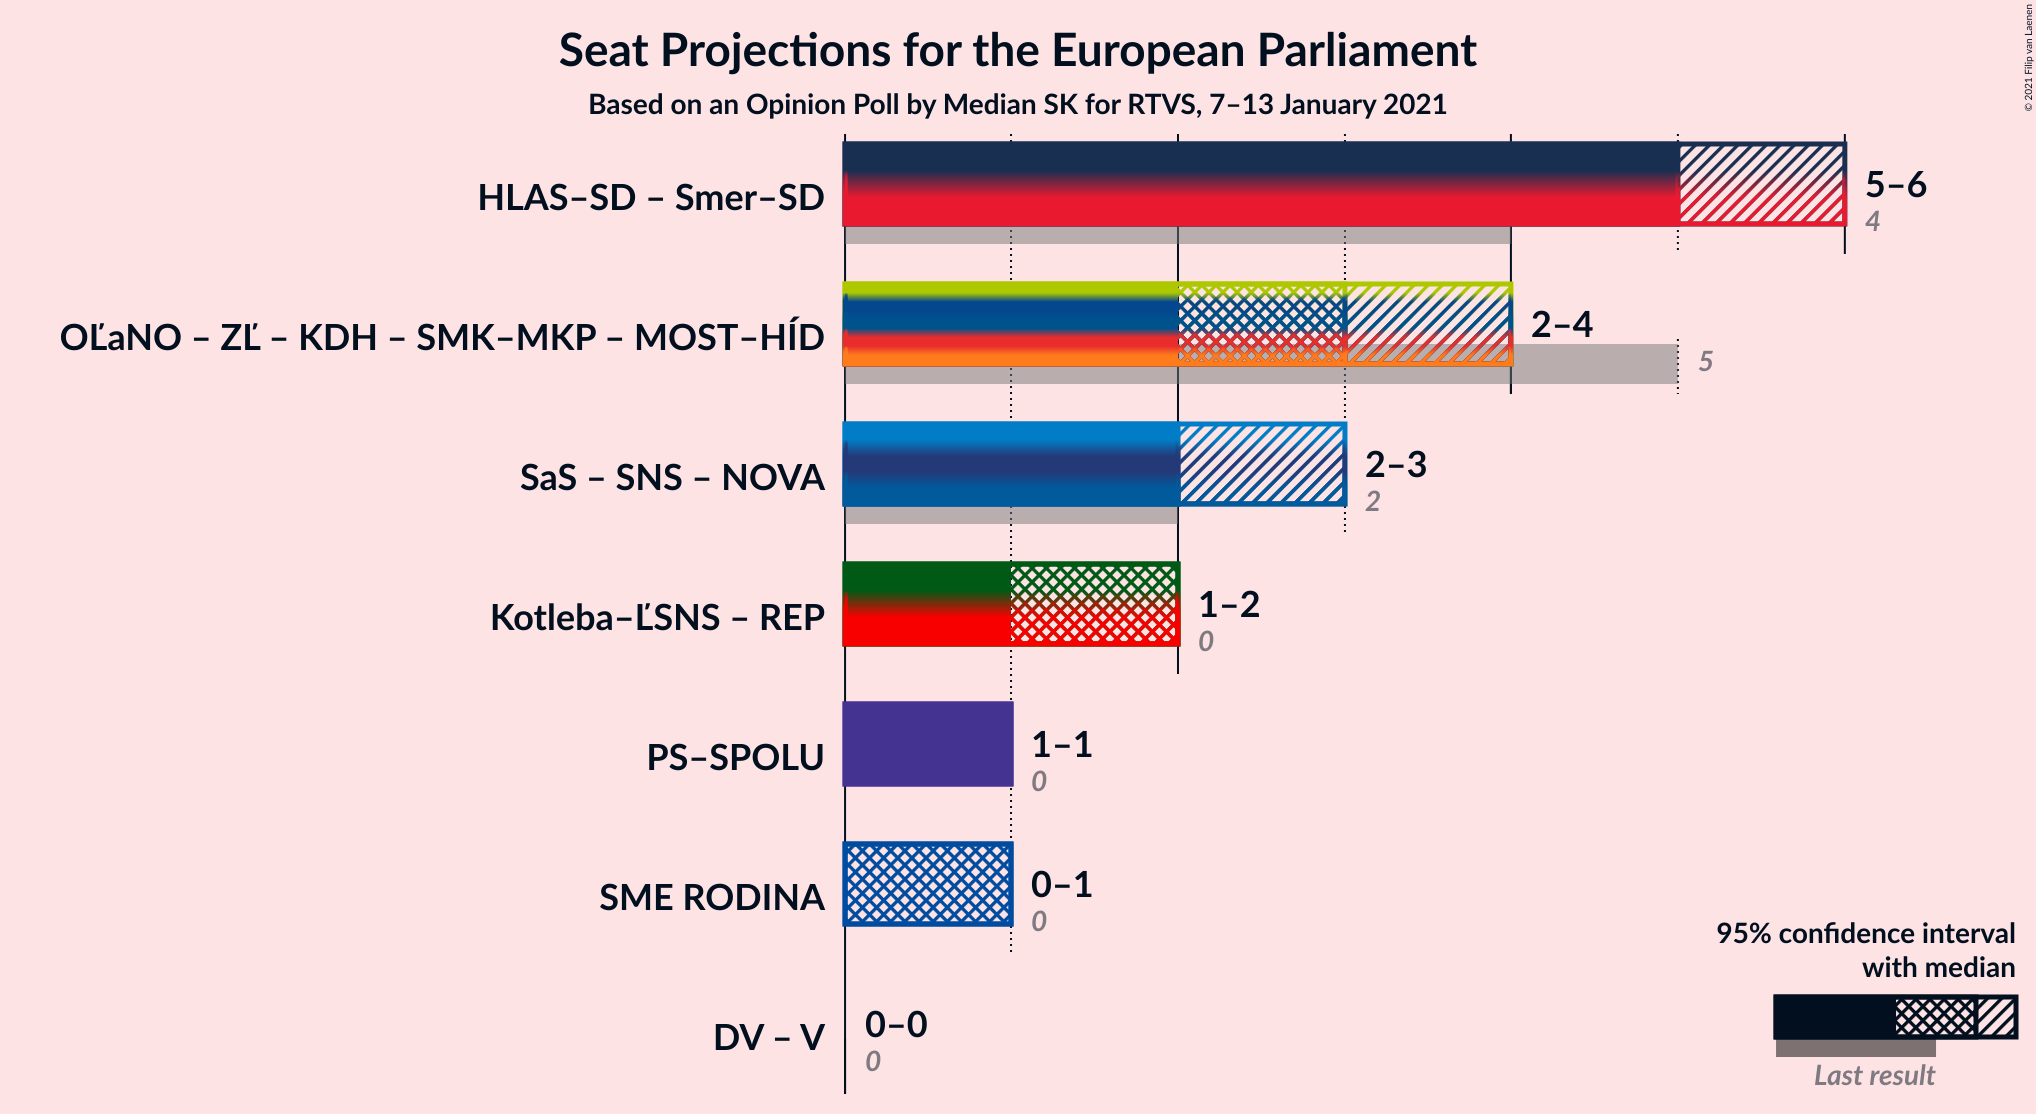 Seat Projections for the European Parliament
Based on an Opinion Poll by Median SK for RTVS, 7–13 January 2021
© 2021 Filip van Laenen
HLAS–SD – Smer–SD
5–6
4
OĽaNO – ZĽ – KDH – SMK–MKP – MOST–HÍD
2–4
5
SaS – SNS – NOVA
2–3
2
Kotleba–ĽSNS – REP
1–2
0
PS–SPOLU
1–1
0
SME RODINA
0–1
0
DV – V
0–0
0
95% confidence interval
with median
Last result